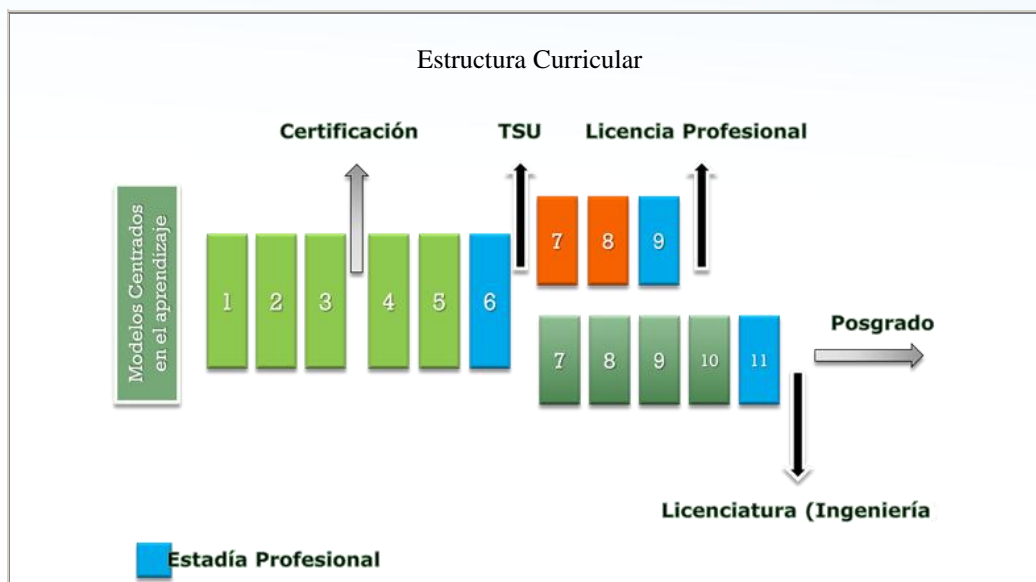 Estructura Curricular
Certificación
TSU
Licencia Profesional
Modelos Centrados
en el aprendizaje
1
2
3
4
5
6
7
8
9
7
8
9
10
11
Posgrado
Licenciatura (Ingeniería
Estadía Profesional